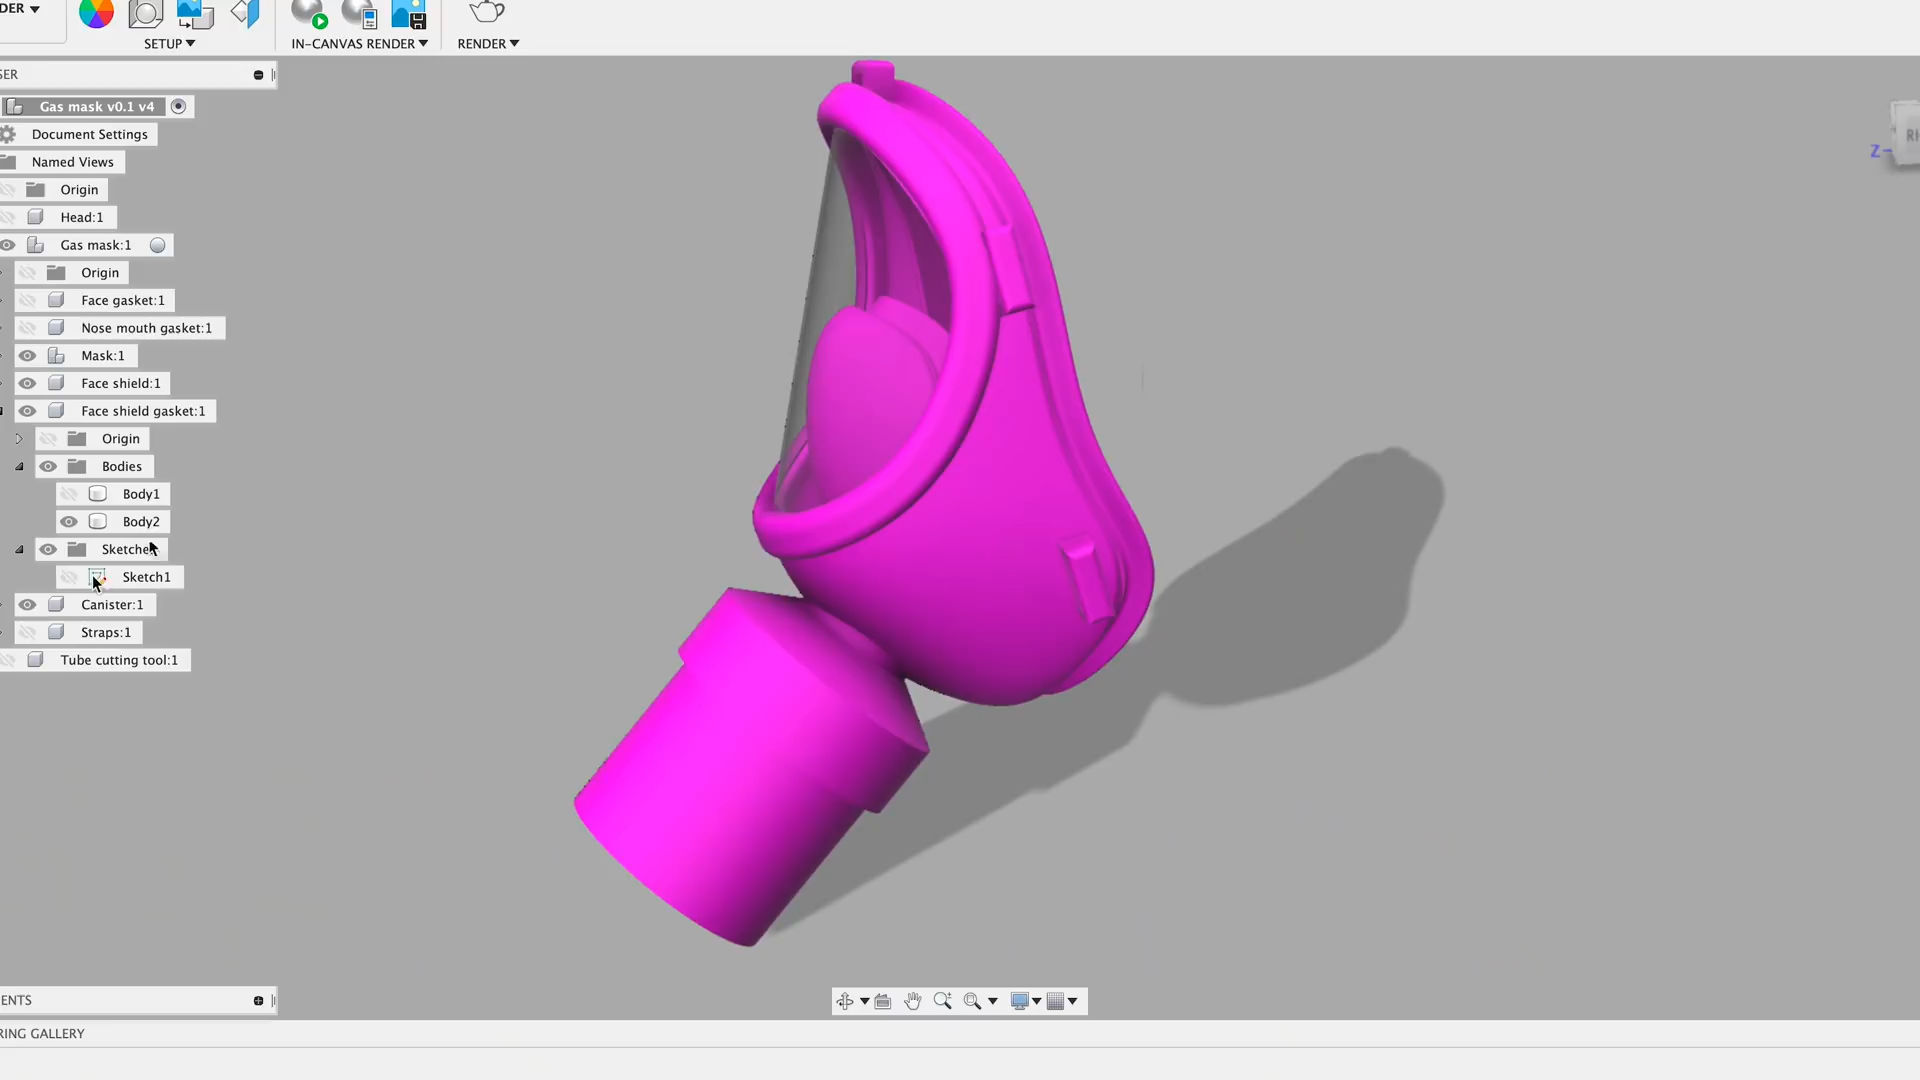 DER
SETUP
IN-CANVAS RENDER
RENDER
SER
Gas mask v0.1 v4
Document Settings
Named Views
Origin
Head:1
Gas mask:1
Origin
Face gasket:1
Nose mouth gasket:1
Mask:1
Face shield:1
Face shield gasket:1
Origin
Bodies
Body1
Body2
Sketche
Sketch1
Canister:1
Straps:1
Tube cutting tool:1
Z
RI
ENTS
RING GALLERY